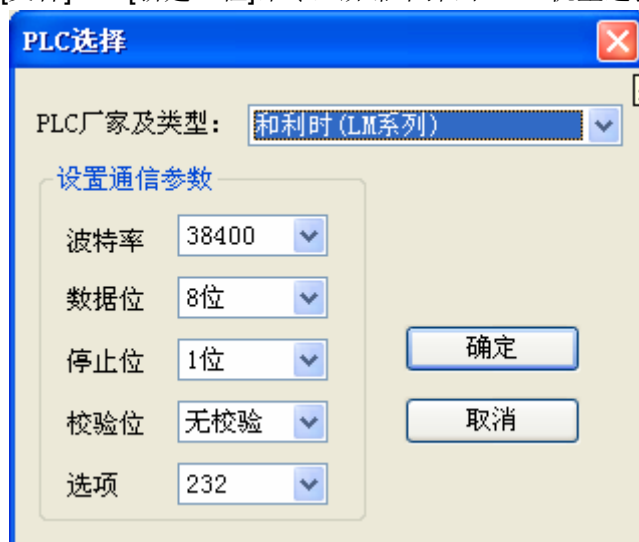 PLC选择
PLC厂家及类型： 和利时(LM系列)
设置通信参数
波特率 38400
数据位 8位
停止位 1位
确定
校验位 无校验
取消
选项 232